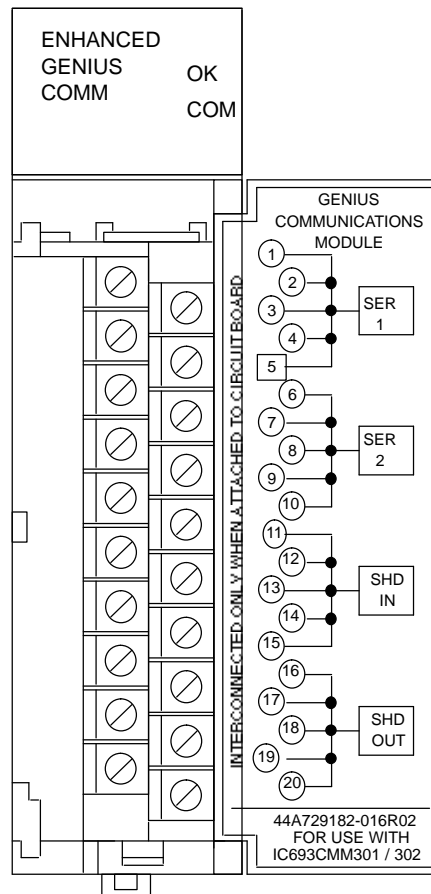 ENHANCED
GENIUS
COMM
OK
COM
GENIUS
COMMUNICATIONS
MODULE
INTERCONNECTED ONLY WHEN ATTACHED TO CIRCUIT BOARD
1
2
3
4
5
SER
1
6
7
8
9
10
SER
2
11
12
13
14
15
SHD
IN
16
17
18
19
20
SHD
OUT
44A729182-016R02
FOR USE WITH
IC693CMM301 / 302